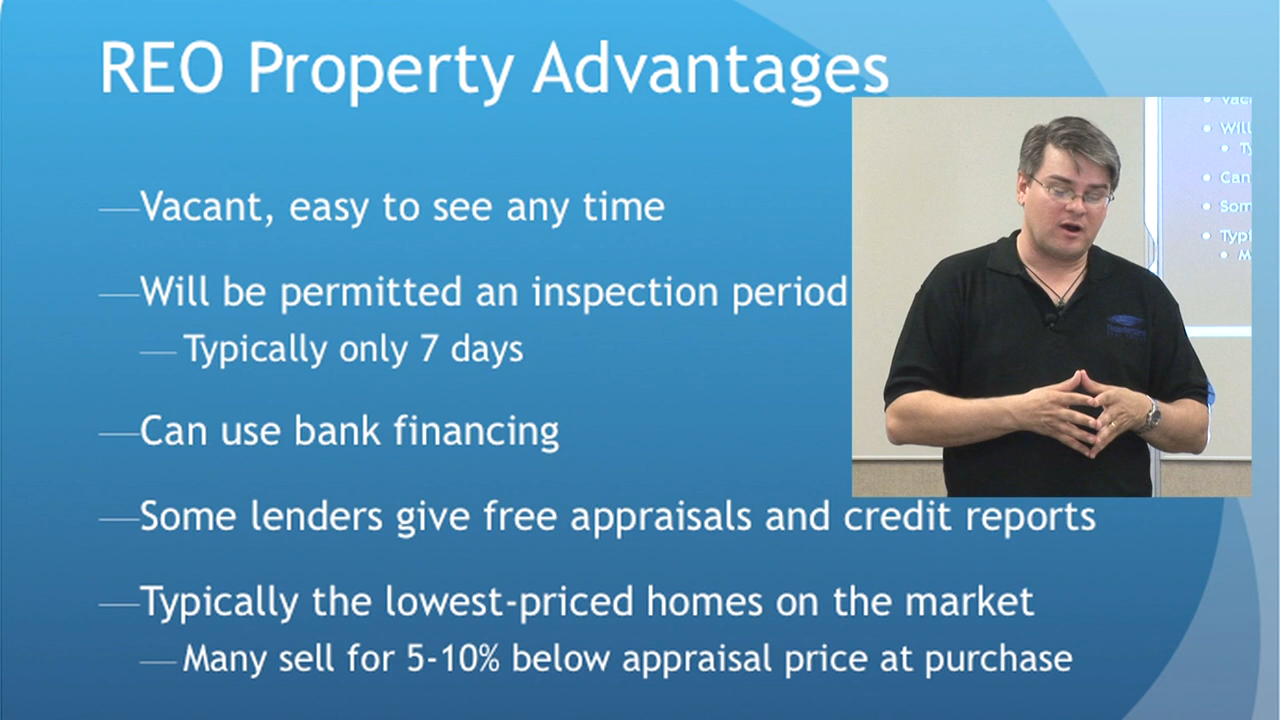 REO Property Advantages
—Vacant, easy to see any time
—Will be permitted an inspection period
—Typically only 7 days
—Can use bank financing
—Some lenders give free appraisals and credit reports
—Typically the lowest-priced homes on the market
—Many sell for 5-10% below appraisal price at purchase
• Will
• Can